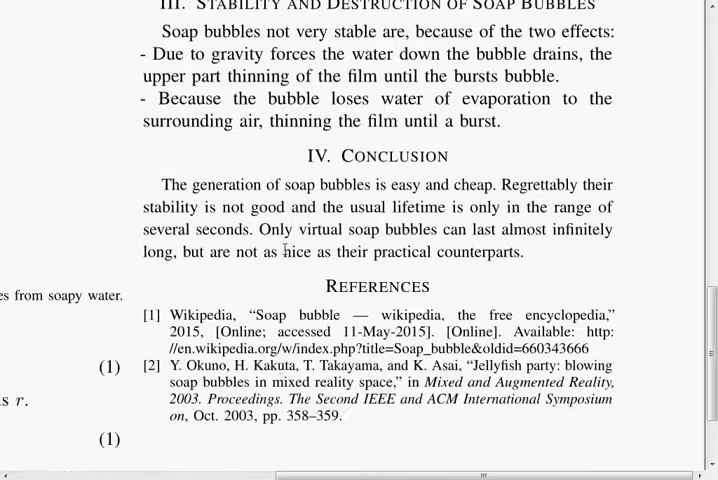 III. STABILITY AND DESTRUCTION OF SOAP BUBBLES
Soap bubbles not very stable are, because of the two effects:
- Due to gravity forces the water down the bubble drains, the
upper part thinning of the film until the bursts bubble.
- Because the bubble loses water of evaporation to the
surrounding air, thinning the film until a burst.
IV. CONCLUSION
The generation of soap bubbles is easy and cheap. Regrettably their
stability is not good and the usual lifetime is only in the range of
several seconds. Only virtual soap bubbles can last almost infinitely
long, but are not as nice as their practical counterparts.
REFERENCES
[1] Wikipedia, “Soap bubble — wikipedia, the free encyclopedia,”
2015, [Online; accessed 11-May-2015]. [Online]. Available: http:
//en.wikipedia.org/w/index.php?title=Soap_bubble&oldid=660343666
[2] Y. Okuno, H. Kakuta, T. Takayama, and K. Asai, “Jellyfish party: blowing
soap bubbles in mixed reality space,” in Mixed and Augmented Reality,
2003. Proceedings. The Second IEEE and ACM International Symposium
on, Oct. 2003, pp. 358–359.
es from soapy water.
(1)
s r.
(1)